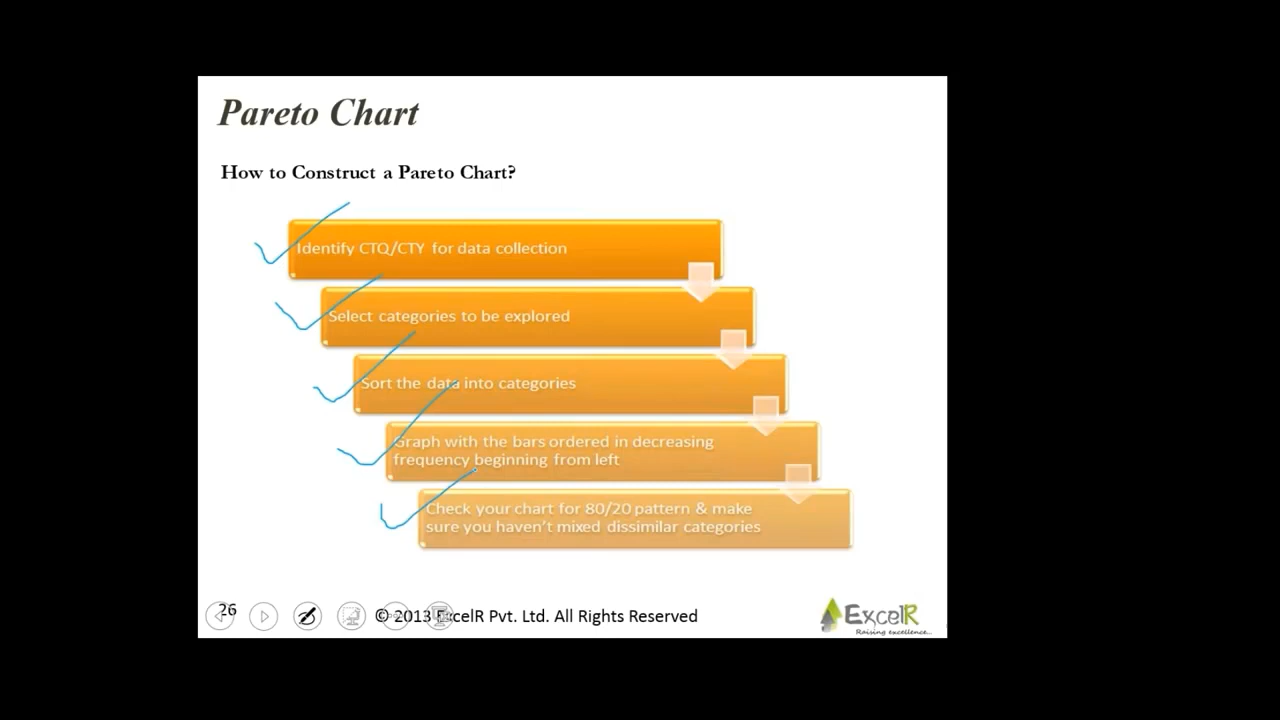 Pareto Chart
How to Construct a Pareto Chart?
Identify CTQ/CTY for data collection
Select categories to be explored
Sort the data into categories
Graph with the bars ordered in decreasing
frequency beginning from left
Check your chart for 80/20 pattern & make
sure you haven't mixed dissimilar categories
26
© 2013 ExcelR Pvt. Ltd. All Rights Reserved
ExcelR
Raising excellence...